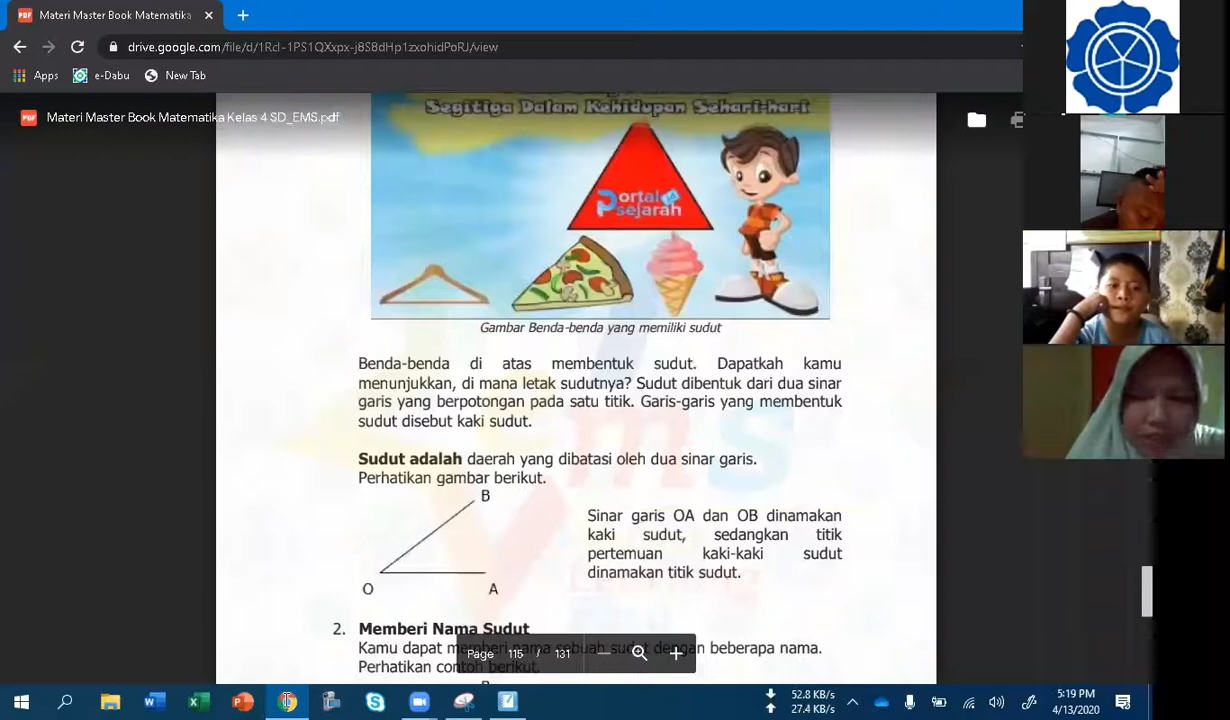 Materi Master Book Matematika
drive.google.com/file/d/1Rcl-1PS1QXxpx-j8S8dHp1zxohidPoRJ/view
Apps e-Dabu New Tab
Materi Master Book Matematika Kelas 4 SD_EMS.pdf
Segitiga Dalam Kehidupan Sehari-hari
Portal
sejarah
Gambar Benda-benda yang memiliki sudut
Benda-benda di atas membentuk sudut. Dapatkah kamu
menunjukkan, di mana letak sudutnya? Sudut dibentuk dari dua sinar
garis yang berpotongan pada satu titik. Garis-garis yang membentuk
sudut disebut kaki sudut.
Sudut adalah daerah yang dibatasi oleh dua sinar garis.
Perhatikan gambar berikut.
B
O
A
Sinar garis OA dan OB dinamakan
kaki sudut, sedangkan titik
pertemuan kaki-kaki sudut
dinamakan titik sudut.
2. Memberi Nama Sudut
Kamu dapat memberi nama sebuah sudut dengan beberapa nama.
Perhatikan contoh berikut.
Page 115 / 131
52.8 KB/s
27.4 KB/s
5:19 PM
4/13/2020